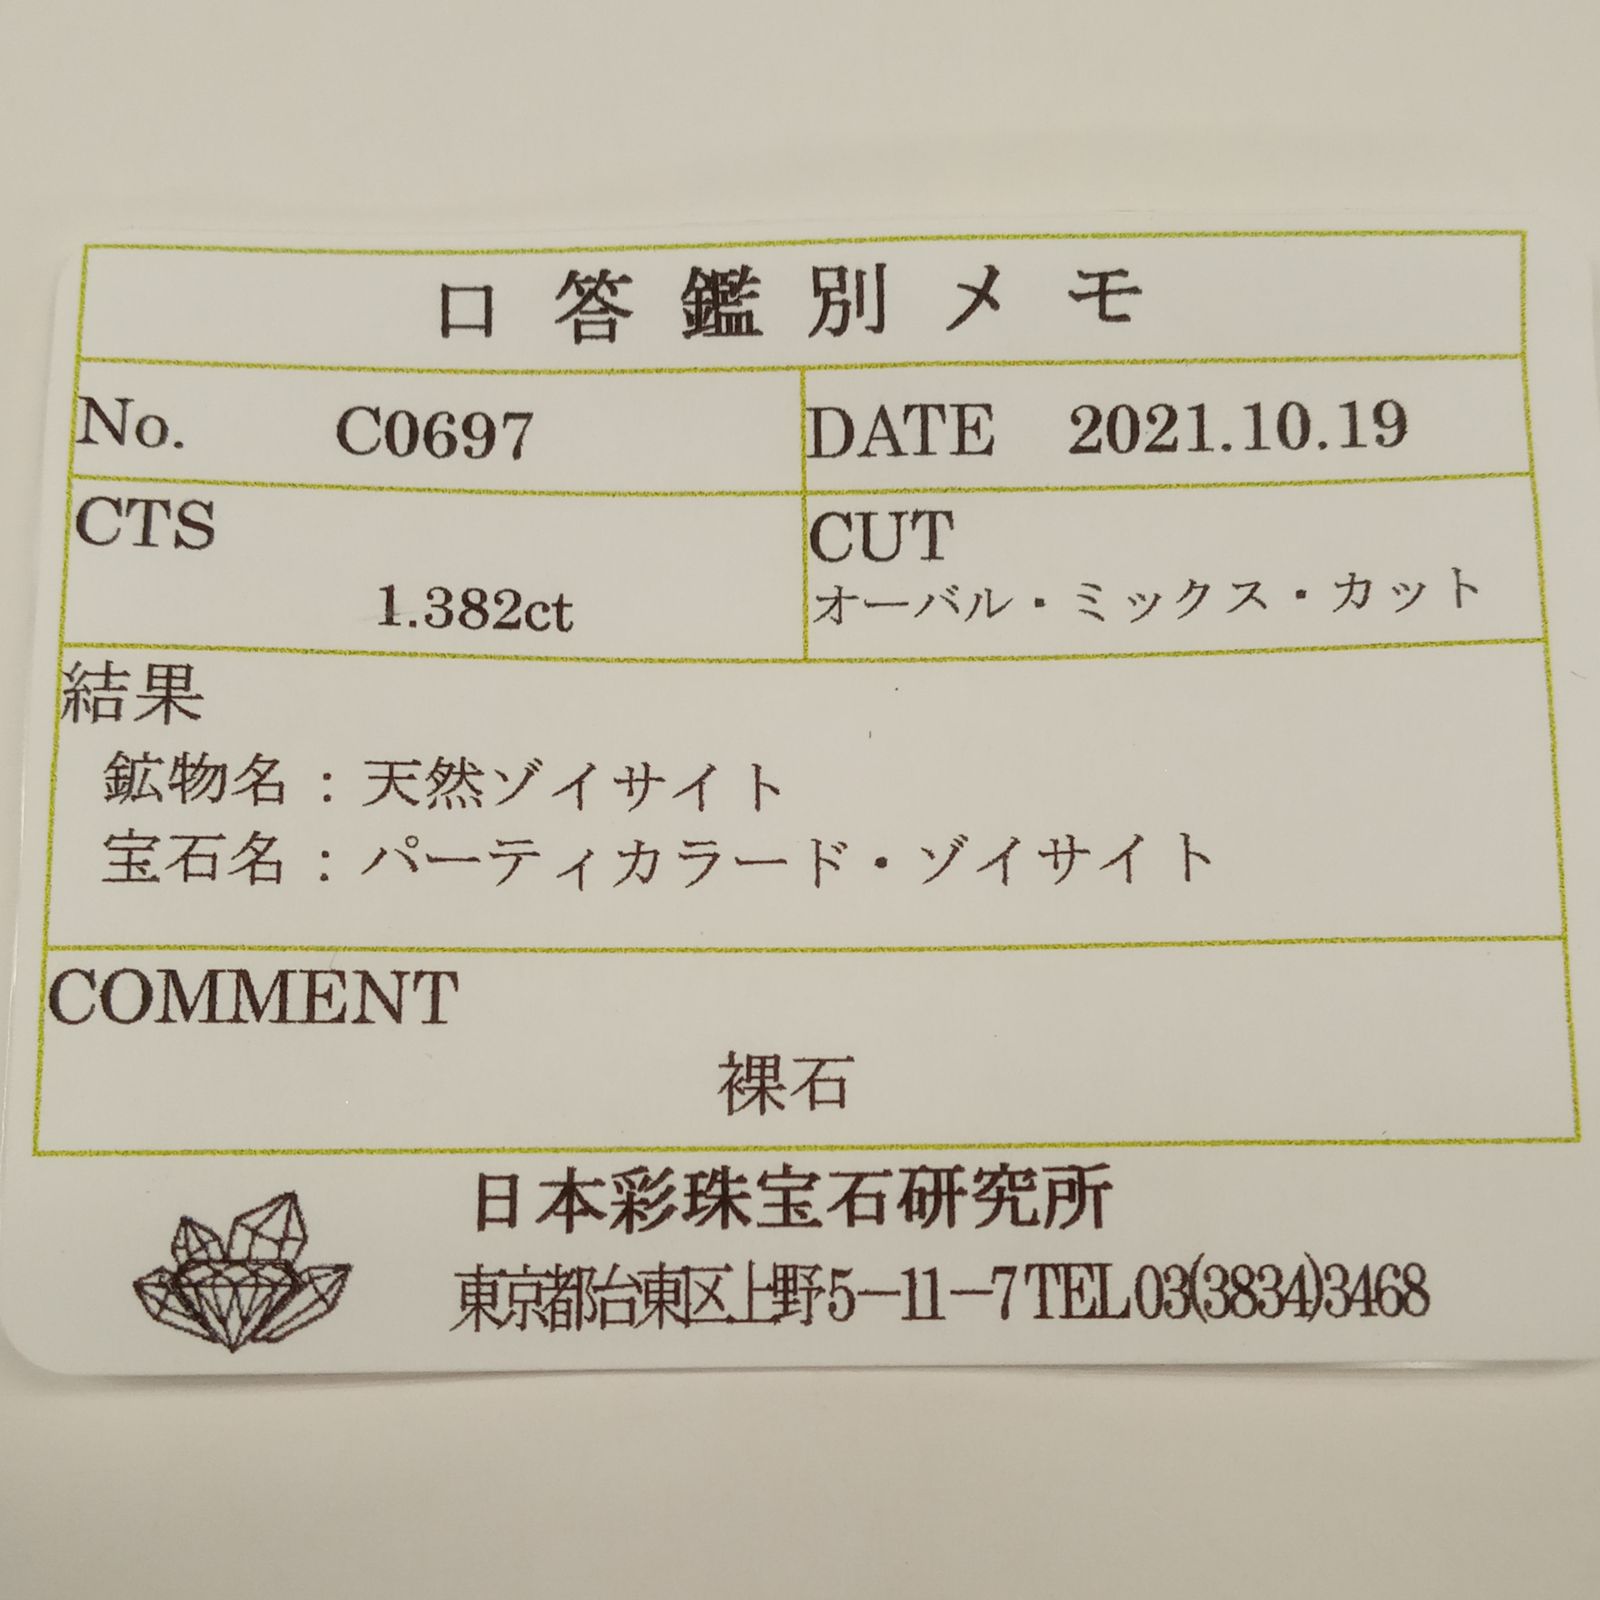 口答鑑別メモ
No. C0697
DATE 2021.10.19
CTS
1.382ct
CUT
オーバル・ミックス・カット
結果
鉱物名：天然ゾイサイト
宝石名：パーティカラード・ゾイサイト
COMMENT
裸石
日本彩珠宝石研究所
東京都台東区上野5－11－7 TEL 03(3834)3468